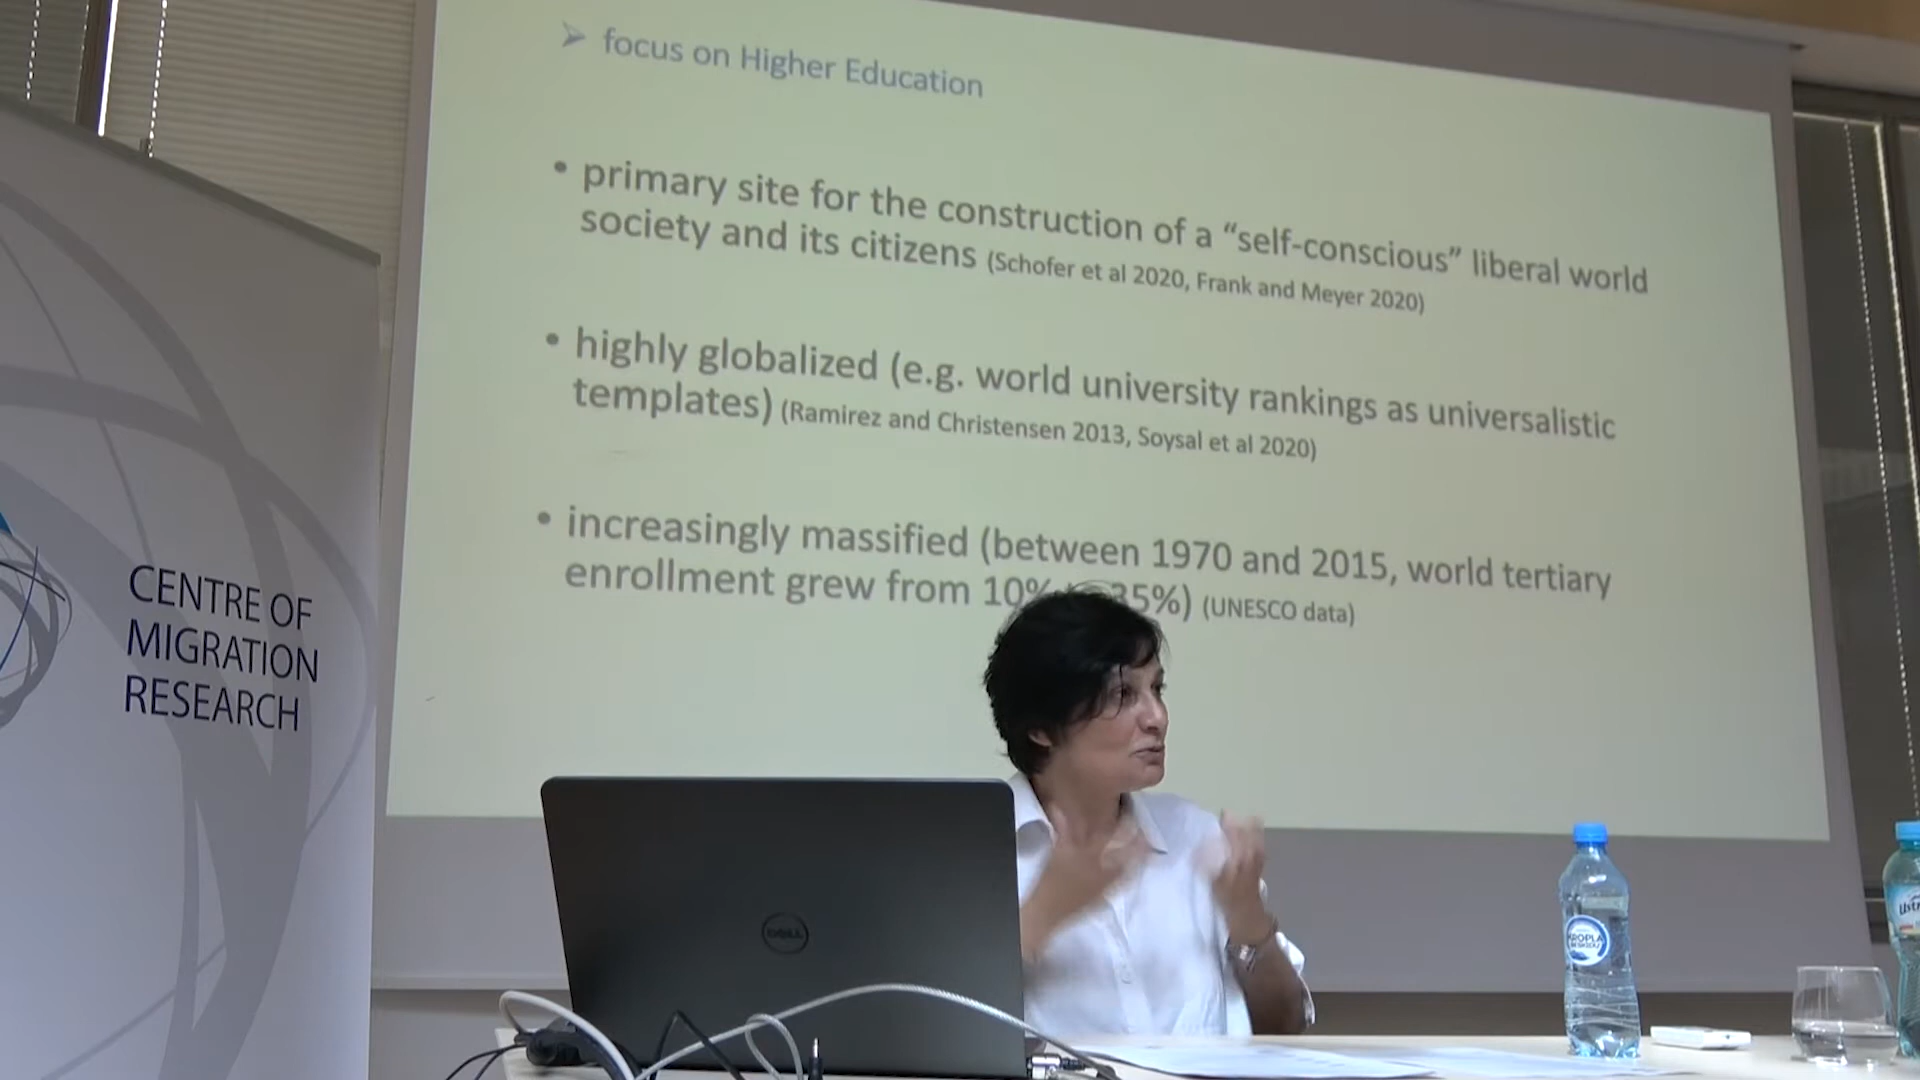 ➤ focus on Higher Education
• primary site for the construction of a “self-conscious” liberal world
society and its citizens (Schofer et al 2020, Frank and Meyer 2020)
• highly globalized (e.g. world university rankings as universalistic
templates) (Ramirez and Christensen 2013, Soysal et al 2020)
• increasingly massified (between 1970 and 2015, world tertiary
enrollment grew from 10% 35%) (UNESCO data)
CENTRE OF
MIGRATION
RESEARCH
DELL